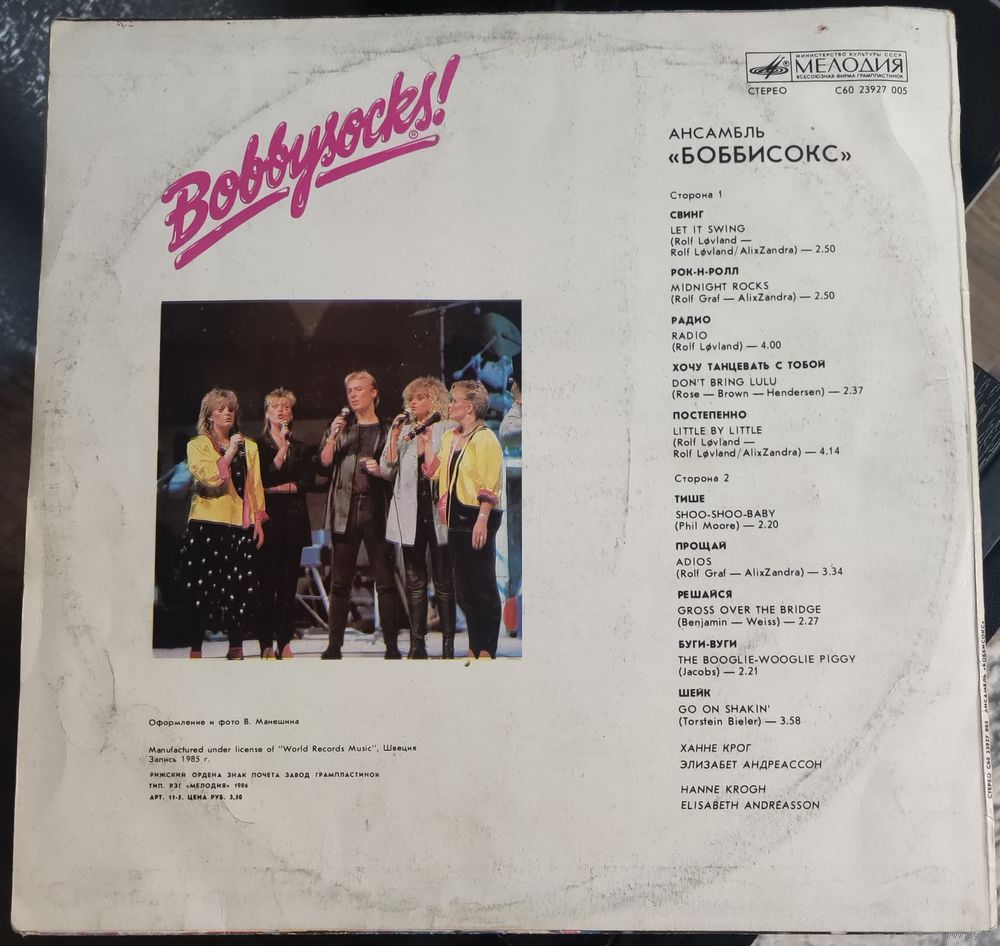 Bobbysocks!
®
МИНИСТЕРСТВО КУЛЬТУРЫ СССР
МЕЛОДИЯ
ВСЕСОЮЗНАЯ ФИРМА ГРАМПЛАСТИНОК
СТЕРЕО С60 23927 005
АНСАМБЛЬ
«БОББИСОКС»
Сторона 1
СВИНГ
LET IT SWING
(Rolf Løvland —
Rolf Løvland/AlixZandra) — 2.50
РОК-Н-РОЛЛ
MIDNIGHT ROCKS
(Rolf Graf — AlixZandra) — 2.50
РАДИО
RADIO
(Rolf Løvland) — 4.00
ХОЧУ ТАНЦЕВАТЬ С ТОБОЙ
DON'T BRING LULU
(Rose — Brown — Hendersen) — 2.37
ПОСТЕПЕННО
LITTLE BY LITTLE
(Rolf Løvland —
Rolf Løvland/AlixZandra) — 4.14
Сторона 2
ТИШЕ
SHOO-SHOO-BABY
(Phil Moore) — 2.20
ПРОЩАЙ
ADIOS
(Rolf Graf — AlixZandra) — 3.34
РЕШАЙСЯ
GROSS OVER THE BRIDGE
(Benjamin — Weiss) — 2.27
БУГИ-ВУГИ
THE BOOGLIE-WOOGLIE PIGGY
(Jacobs) — 2.21
ШЕЙК
GO ON SHAKIN'
(Torstein Bieler) — 3.58
ХАННЕ КРОГ
ЭЛИЗАБЕТ АНДРЕАССОН
HANNE KROGH
ELISABETH ANDRÉASSON
Оформление и фото В. Манешина
Manufactured under license of "World Records Music", Швеция
Запись 1985 г.
РИЖСКИЙ ОРДЕНА ЗНАК ПОЧЕТА ЗАВОД ГРАМПЛАСТИНОК
ТИП. РЗГ «МЕЛОДИЯ» 1986
АРТ. 11-5. ЦЕНА РУБ. 3,50
СТЕРЕО С60 23927 005 АНСАМБЛЬ «БОББИСОКС»